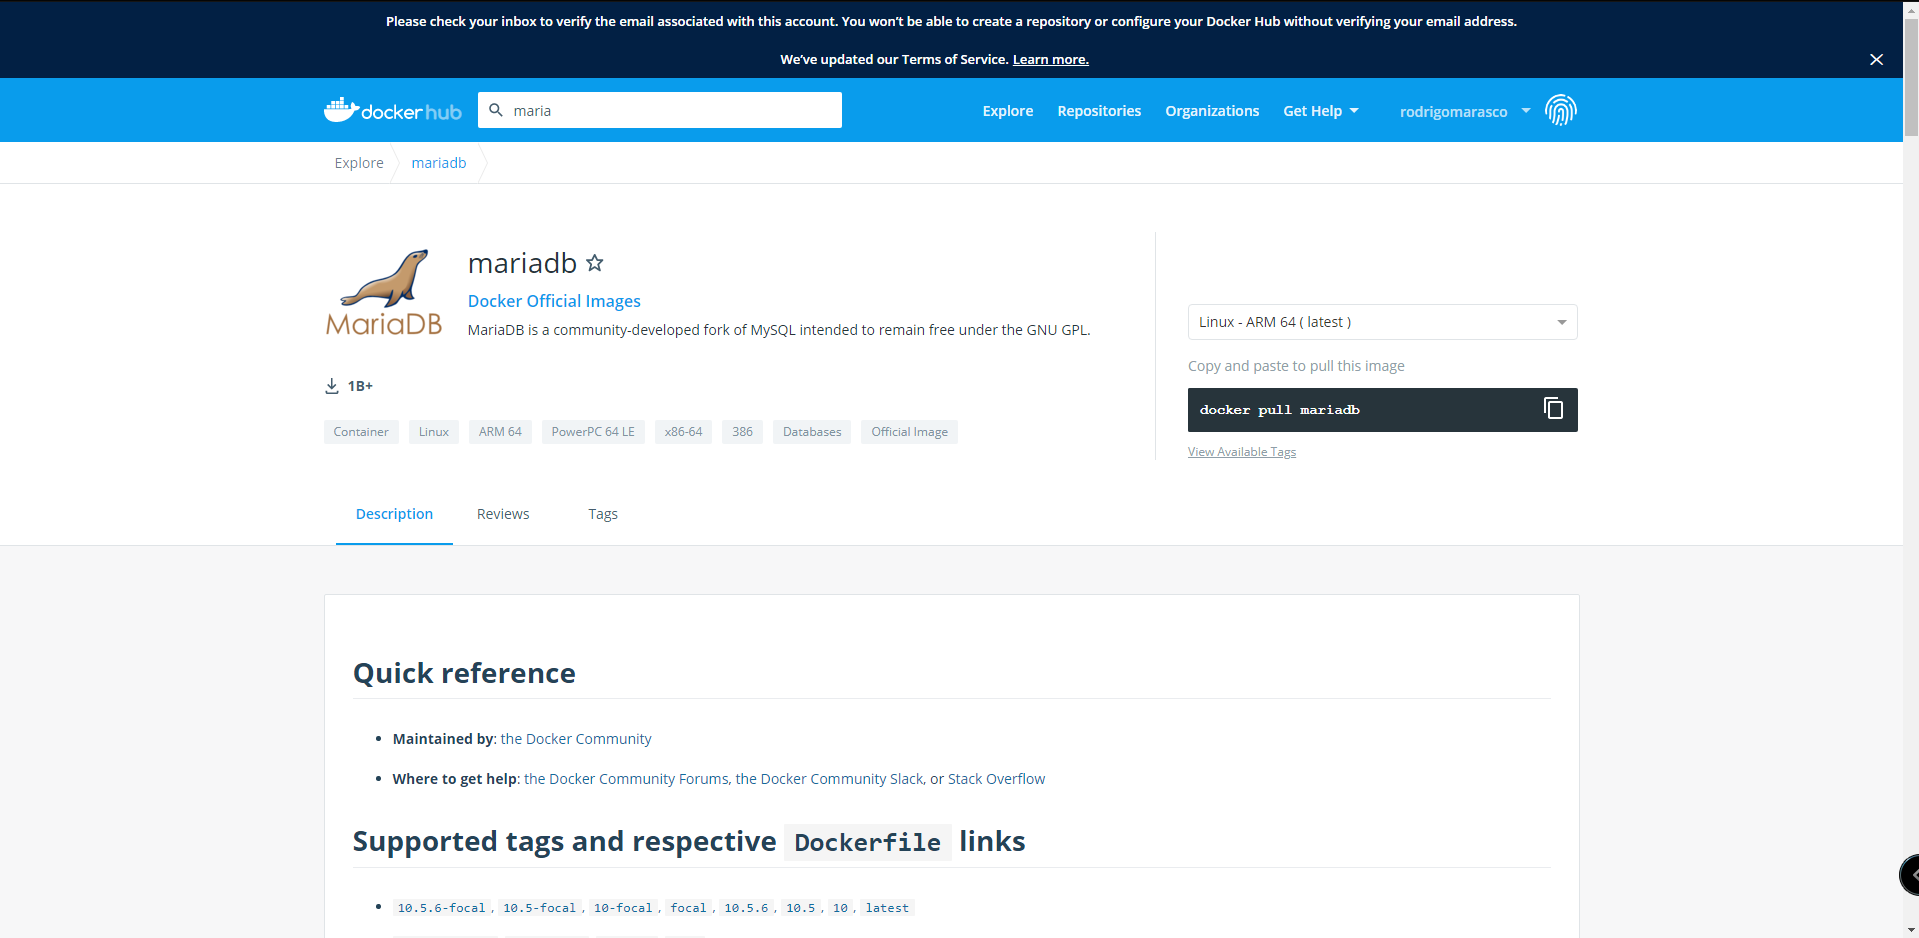 Please check your inbox to verify the email associated with this account. You won't be able to create a repository or configure your Docker Hub without verifying your email address.
We've updated our Terms of Service. Learn more.
docker hub
maria
Explore
Repositories
Organizations
Get Help
rodrigomarasco
Explore
mariadb
MariaDB
mariadb
Docker Official Images
MariaDB is a community-developed fork of MySQL intended to remain free under the GNU GPL.
1B+
Container
Linux
ARM 64
PowerPC 64 LE
x86-64
386
Databases
Official Image
Linux - ARM 64 ( latest )
Copy and paste to pull this image
docker pull mariadb
View Available Tags
Description
Reviews
Tags
Quick reference
Maintained by: the Docker Community
Where to get help: the Docker Community Forums, the Docker Community Slack, or Stack Overflow
Supported tags and respective Dockerfile links
10.5.6-focal, 10.5-focal, 10-focal, focal, 10.5.6, 10.5, 10, latest